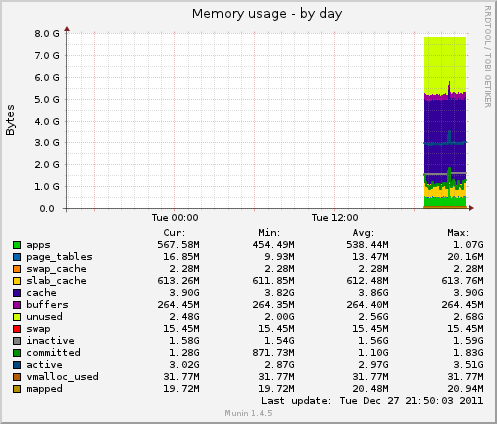 Memory usage - by day
RRDTOOL / TOBI OETIKER
Bytes
8.0 G
7.0 G
6.0 G
5.0 G
4.0 G
3.0 G
2.0 G
1.0 G
0.0
Tue 00:00 Tue 12:00
Cur: Min: Avg: Max:
apps 567.58M 454.49M 538.44M 1.07G
page_tables 16.85M 9.93M 13.47M 20.16M
swap_cache 2.28M 2.28M 2.28M 2.28M
slab_cache 613.26M 611.85M 612.48M 613.76M
cache 3.90G 3.82G 3.86G 3.90G
buffers 264.45M 264.35M 264.40M 264.45M
unused 2.48G 2.00G 2.56G 2.68G
swap 15.45M 15.45M 15.45M 15.45M
inactive 1.58G 1.54G 1.56G 1.59G
committed 1.28G 871.73M 1.10G 1.83G
active 3.02G 2.87G 2.97G 3.51G
vmalloc_used 31.77M 31.77M 31.77M 31.77M
mapped 19.72M 19.72M 20.48M 20.94M
Last update: Tue Dec 27 21:50:03 2011
Munin 1.4.5